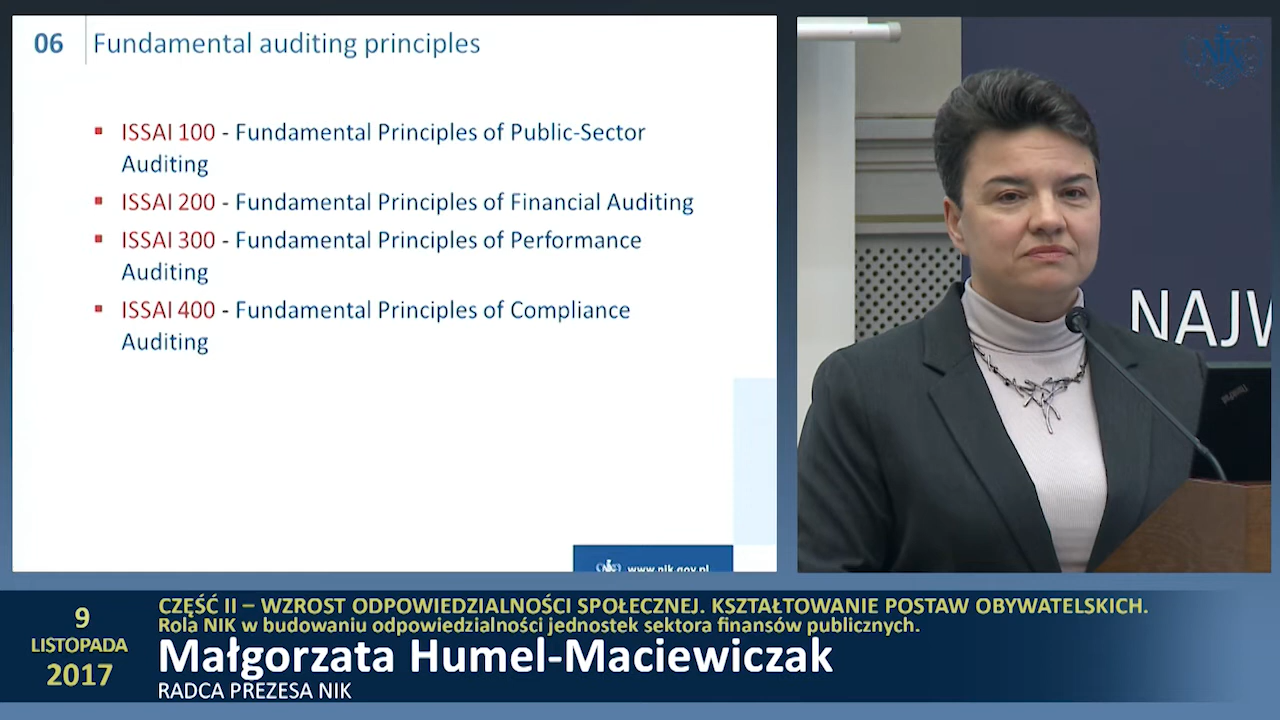 06
Fundamental auditing principles
ISSAI 100 - Fundamental Principles of Public-Sector
Auditing
ISSAI 200 - Fundamental Principles of Financial Auditing
ISSAI 300 - Fundamental Principles of Performance
Auditing
ISSAI 400 - Fundamental Principles of Compliance
Auditing
www.nik.gov.pl
NIK
NAJW
ThinkPad
9
LISTOPADA
2017
CZĘŚĆ II – WZROST ODPOWIEDZIALNOŚCI SPOŁECZNEJ. KSZTAŁTOWANIE POSTAW OBYWATELSKICH.
Rola NIK w budowaniu odpowiedzialności jednostek sektora finansów publicznych.
Małgorzata Humel-Maciewiczak
RADCA PREZESA NIK